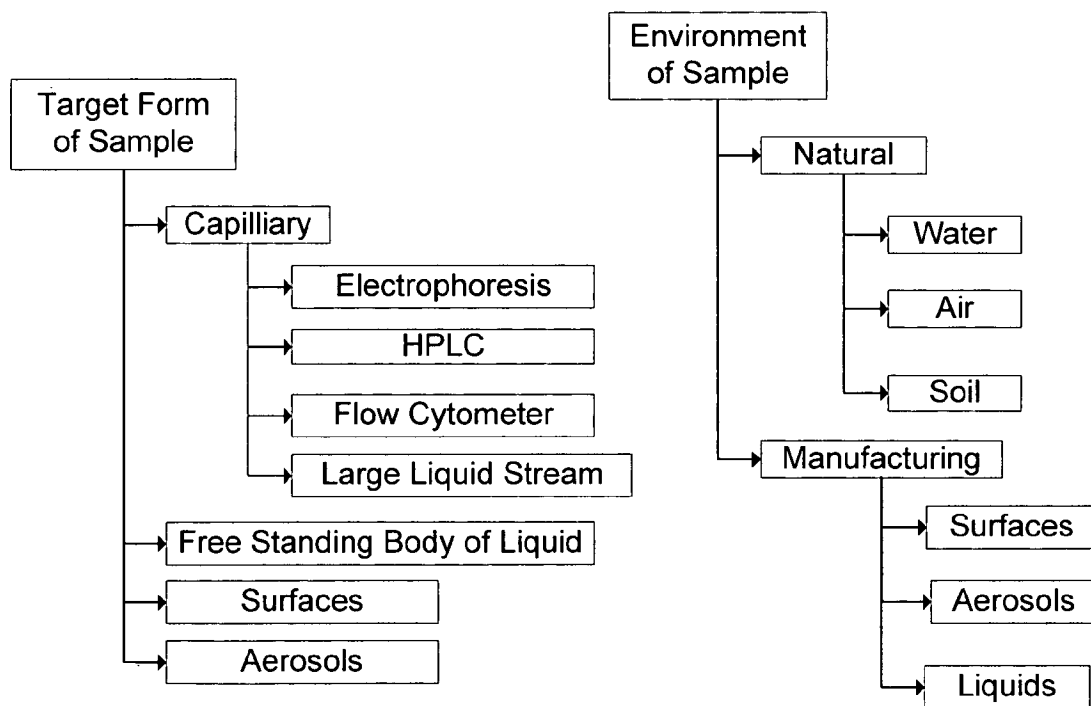 Target Form
of Sample
Capilliary
Electrophoresis
HPLC
Flow Cytometer
Large Liquid Stream
Free Standing Body of Liquid
Surfaces
Aerosols
Environment
of Sample
Natural
Water
Air
Soil
Manufacturing
Surfaces
Aerosols
Liquids